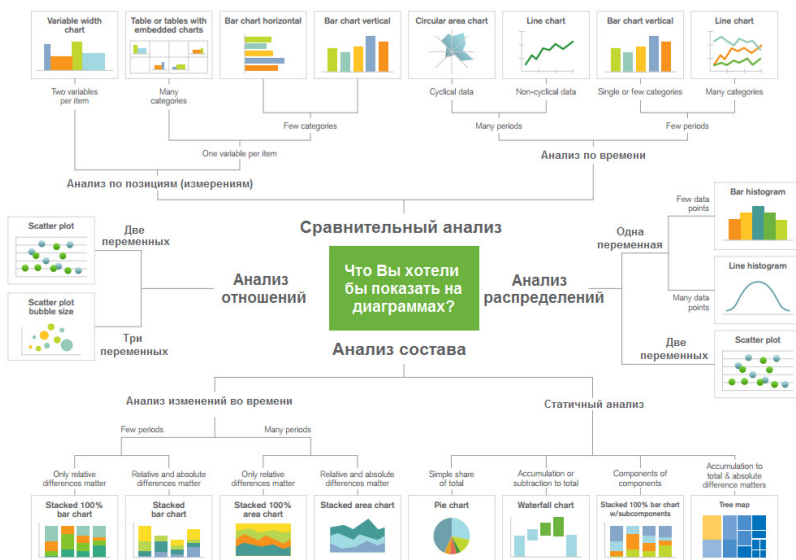 Variable width
chart
Table or tables with
embedded charts
Bar chart horizontal
Bar chart vertical
Circular area chart
Line chart
Bar chart vertical
Line chart
Two variables
per item
Many
categories
Cyclical data
Non-cyclical data
Single or few categories
Many categories
Few categories
Many periods
Few periods
One variable per item
Анализ по времени
Анализ по позициям (измерениям)
Сравнительный анализ
Scatter plot
Две
переменных
Анализ
отношений
Scatter plot
bubble size
Три
переменных
Что Вы хотели
бы показать на
диаграммах?
Анализ
распределений
Одна
переменная
Few data
points
Bar histogram
Line histogram
Many data
points
Две
переменных
Scatter plot
Анализ состава
Анализ изменений во времени
Статичный анализ
Few periods
Many periods
Only relative
differences matter
Relative and absolute
differences matter
Only relative
differences matter
Relative and absolute
differences matter
Simple share
of total
Accumulation or
subtraction to total
Components of
components
Accumulation to
total & absolute
difference matters
Stacked 100%
bar chart
Stacked
bar chart
Stacked 100%
area chart
Stacked area chart
Pie chart
Waterfall chart
Stacked 100% bar chart
w/subcomponents
Tree map